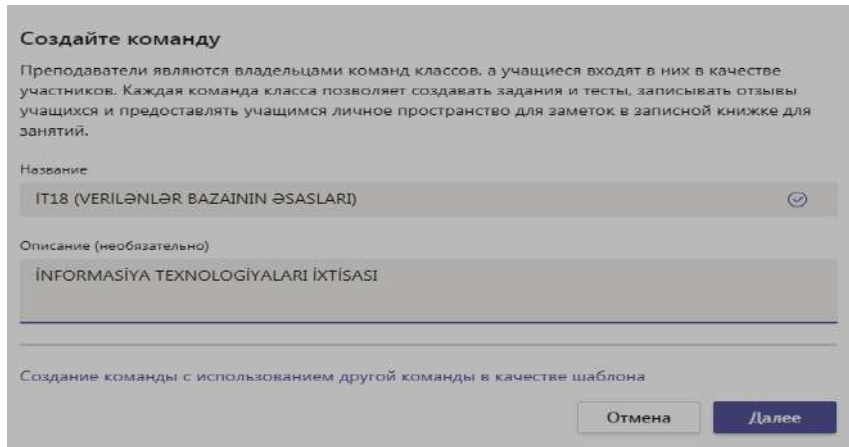 Создайте команду
Преподаватели являются владельцами команд классов. а учащиеся входят в них в качестве
участников. Каждая команда класса позволяет создавать задания и тесты, записывать отзывы
учащихся и предоставлять учащимся личное пространство для заметок в записной книжке для
занятий.
Название
İT18 (VERİLƏNLƏR BAZAININ ƏSASLARI)
Описание (необязательно)
İNFORMASİYA TEXNOLOGİYALARI İXTİSASI
Создание команды с использованием другой команды в качестве шаблона
Отмена
Далее